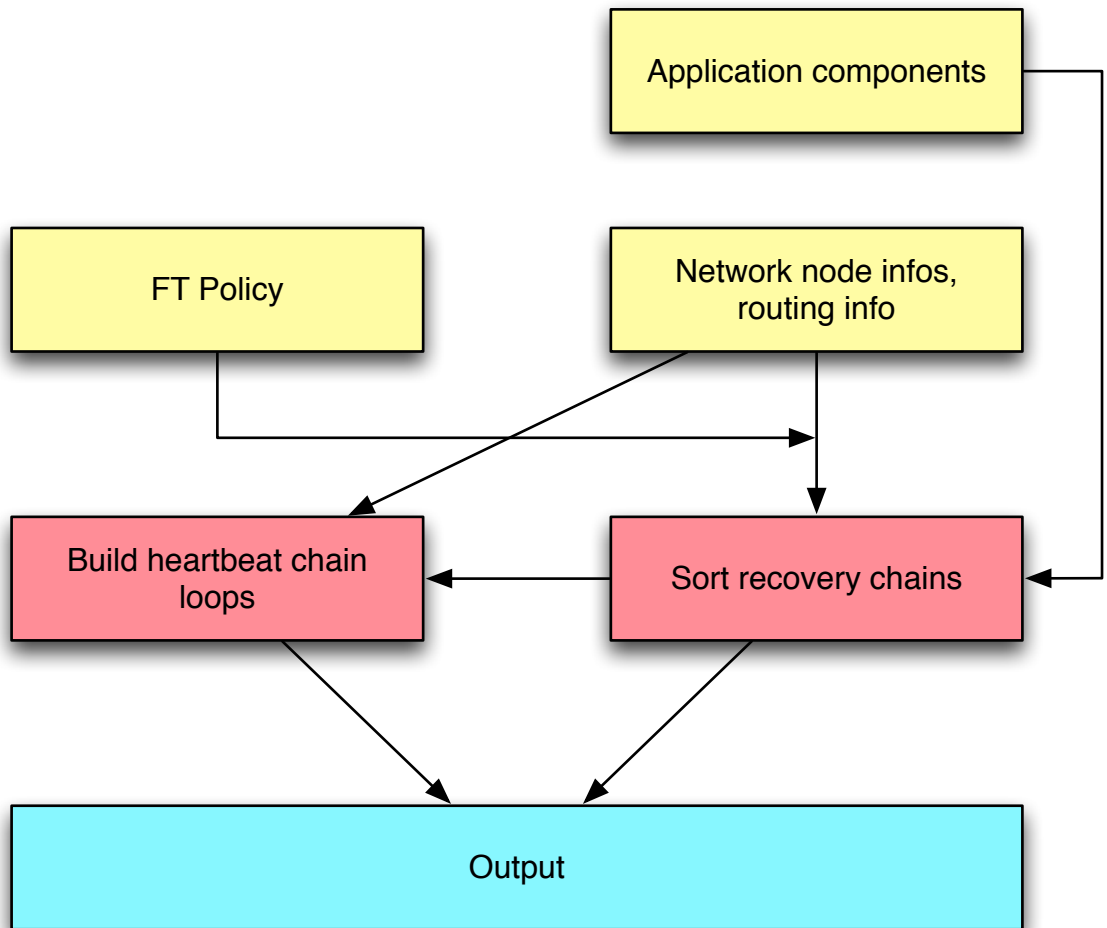 Application components
FT Policy
Network node infos,
routing info
Build heartbeat chain
loops
Sort recovery chains
Output